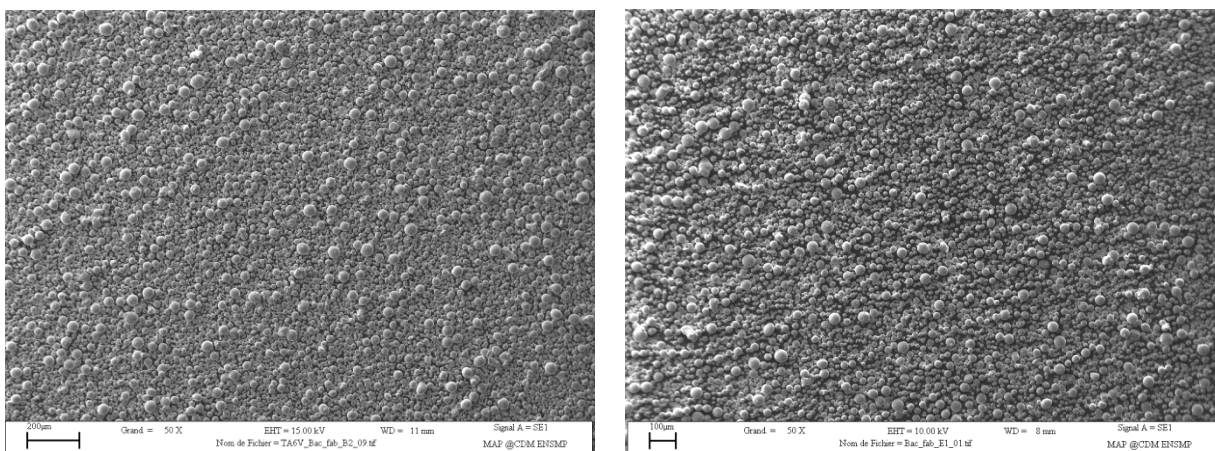 200µm
Grand. = 50 X
EHT = 15.00 kV
WD = 11 mm
Signal A = SE1
Nom de Fichier = TA6V_Bac_fab_B2_09.tif
MAP @CDM ENSMP
100µm
Grand. = 50 X
EHT = 10.00 kV
WD = 8 mm
Signal A = SE1
Nom de Fichier = Bac_fab_E1_01.tif
MAP @CDM ENSMP